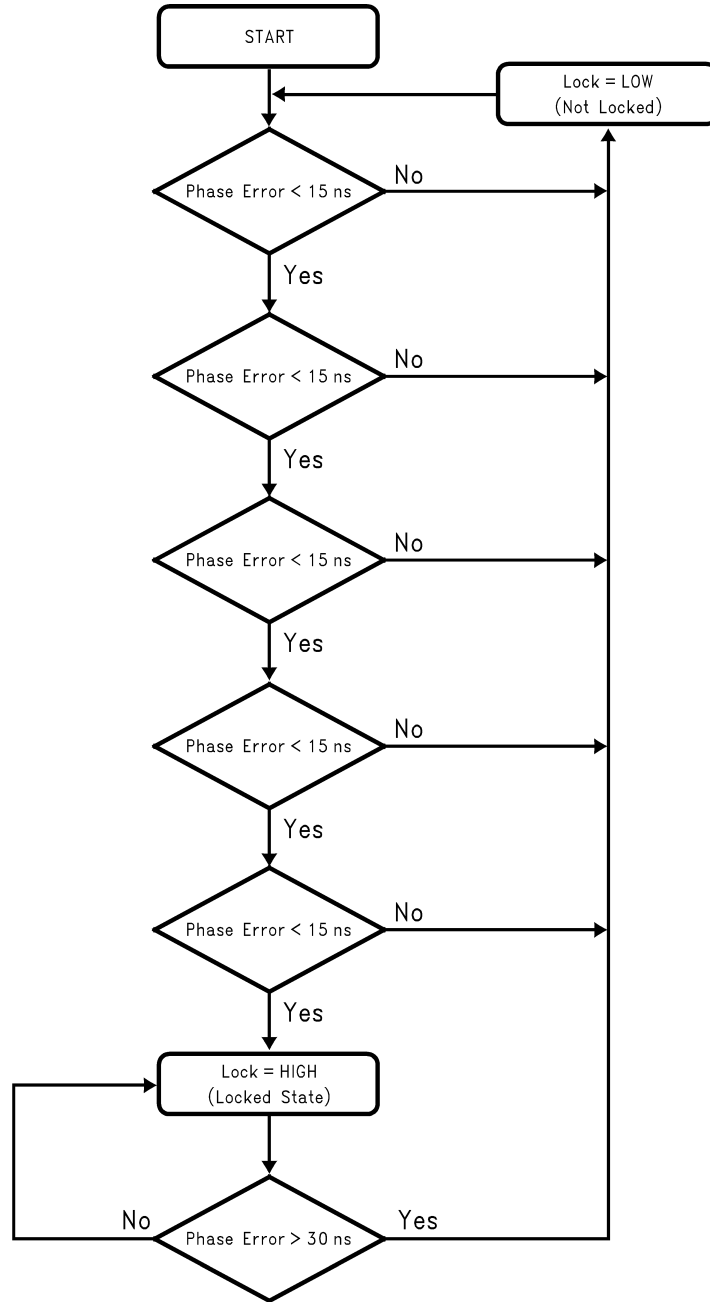 START
Lock = LOW
(Not Locked)
Phase Error < 15 ns
No
Yes
Phase Error < 15 ns
No
Yes
Phase Error < 15 ns
No
Yes
Phase Error < 15 ns
No
Yes
Phase Error < 15 ns
No
Yes
Lock = HIGH
(Locked State)
No
Phase Error > 30 ns
Yes